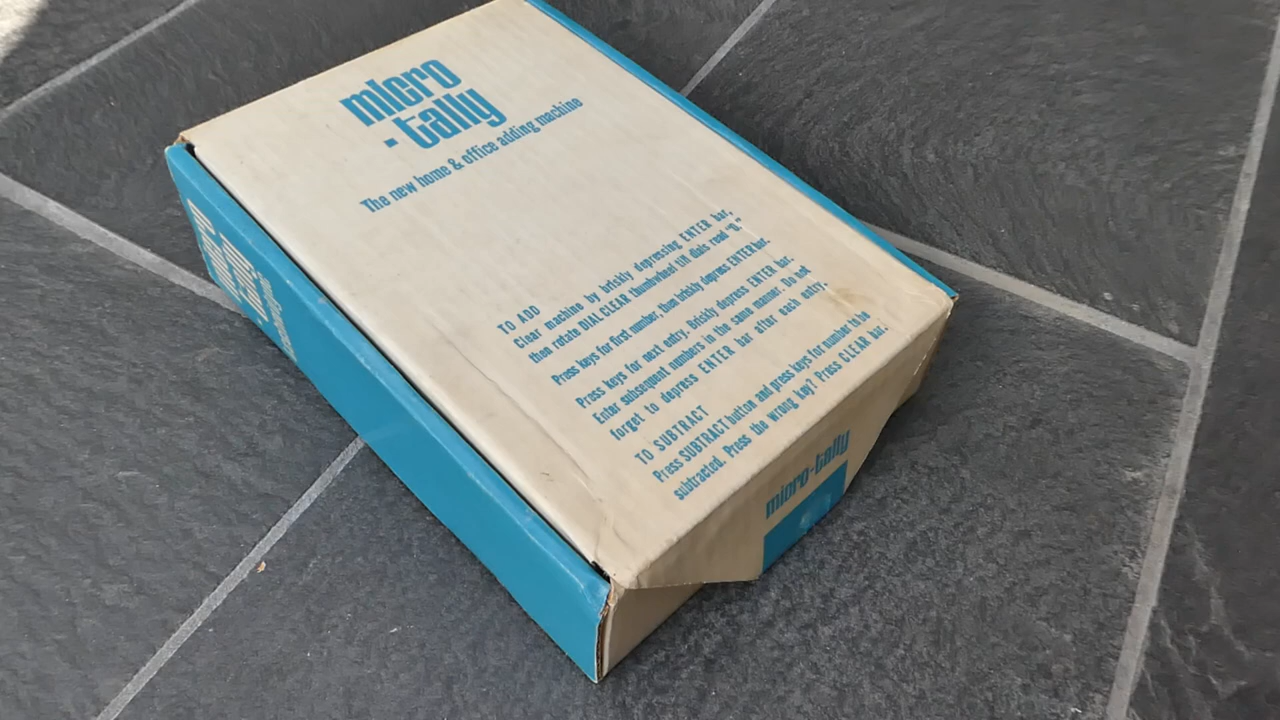 micro
-tally
The new home & office adding machine
TO ADD
Clear machine by briskly depressing ENTER bar,
then rotate DIAL CLEAR thumbwheel till dials read "0."
Press keys for first number, then briskly depress ENTER bar.
Press keys for next entry. Briskly depress ENTER bar.
Enter subsequent numbers in the same manner. Do not
forget to depress ENTER bar after each entry.
TO SUBTRACT
Press SUBTRACT button and press keys for number to be
subtracted. Press the wrong key? Press CLEAR bar.
micro-tally
micro
-tally